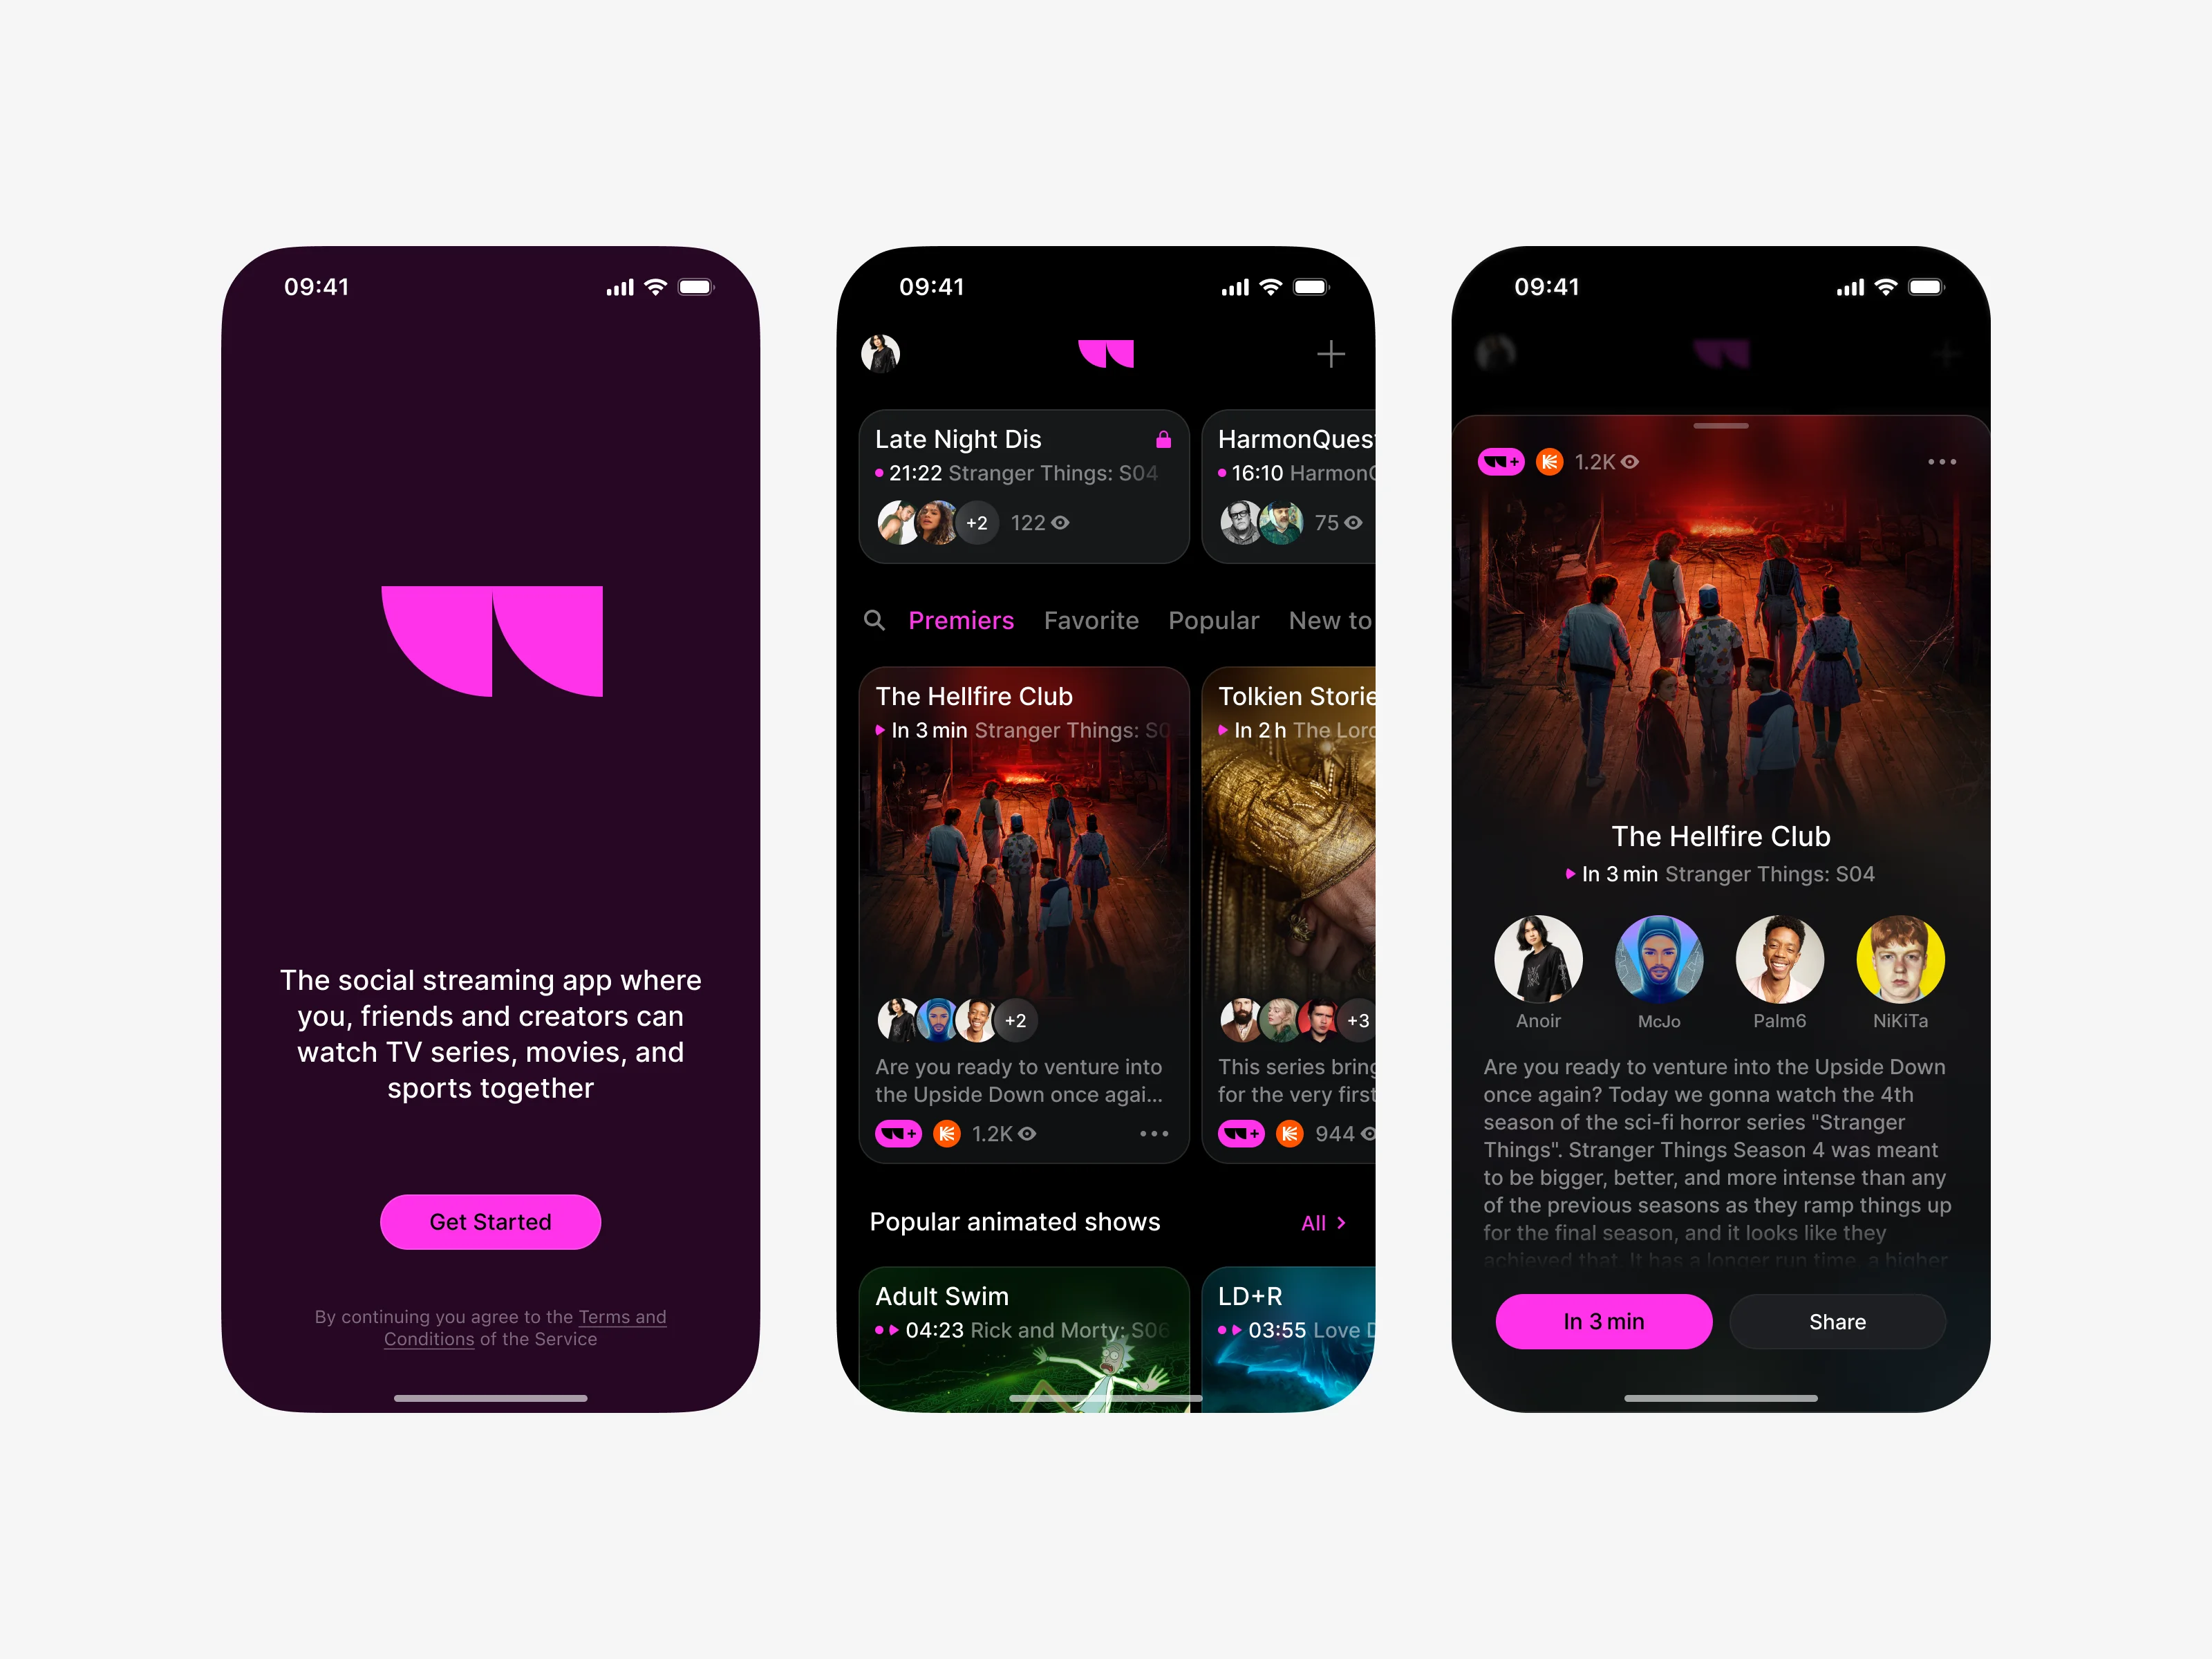 09:41
The social streaming app where
you, friends and creators can
watch TV series, movies, and
sports together
Get Started
By continuing you agree to the Terms and
Conditions of the Service
09:41
Late Night Dis
21:22 Stranger Things: S04
+2 122
HarmonQuest
16:10 Harmon
75
Premiers Favorite Popular New to
The Hellfire Club
In 3 min Stranger Things: S0
+2
Are you ready to venture into
the Upside Down once agai...
+ 1.2K
Tolkien Storie
In 2 h The Lor
+3
This series bring
for the very first
+ 944
Popular animated shows All
Adult Swim
04:23 Rick and Morty: S06
LD+R
03:55 Love D
09:41
+ 1.2K
The Hellfire Club
In 3 min Stranger Things: S04
Anoir McJo Palm6 NiKiTa
Are you ready to venture into the Upside Down
once again? Today we gonna watch the 4th
season of the sci-fi horror series "Stranger
Things". Stranger Things Season 4 was meant
to be bigger, better, and more intense than any
of the previous seasons as they ramp things up
for the final season, and it looks like they
achieved that. It has a longer run time, a higher
In 3 min Share